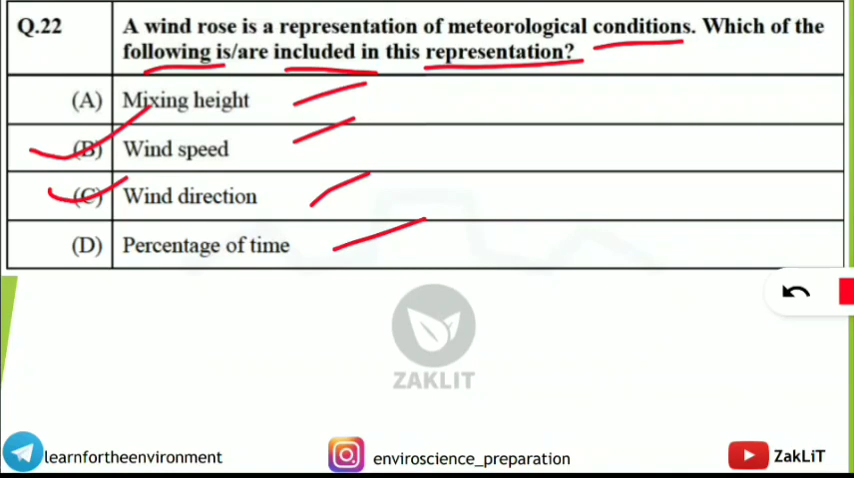 Q.22 A wind rose is a representation of meteorological conditions. Which of the
following is/are included in this representation?
(A) Mixing height
(B) Wind speed
(C) Wind direction
(D) Percentage of time
ZAKLIT
learnfortheenvironment
enviroscience_preparation
ZakLiT